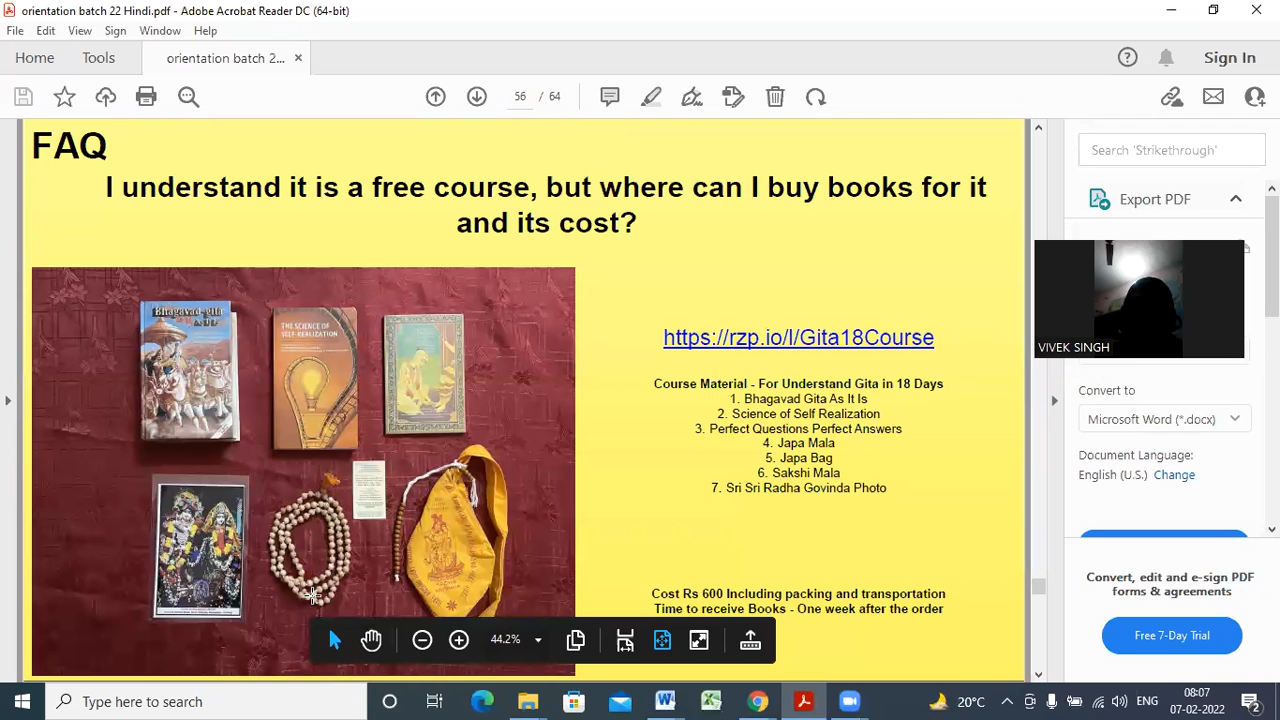 orientation batch 22 Hindi.pdf - Adobe Acrobat Reader DC (64-bit)
File Edit View Sign Window Help
Home Tools orientation batch 2... × Sign In
56 / 64
Search 'Strikethrough'
Export PDF
FAQ
I understand it is a free course, but where can I buy books for it
and its cost?
Bhagavad-gita
AS IT IS
THE SCIENCE OF
SELF-REALIZATION
https://rzp.io/l/Gita18Course
Course Material - For Understand Gita in 18 Days
1. Bhagavad Gita As It Is
2. Science of Self Realization
3. Perfect Questions Perfect Answers
4. Japa Mala
5. Japa Bag
6. Sakshi Mala
7. Sri Sri Radha Govinda Photo
Cost Rs 600 Including packing and transportation
Time to receive Books - One week after the order
VIVEK SINGH
Convert to
Microsoft Word (*.docx)
Document Language:
English (U.S.) Change
Convert, edit and e-sign PDF
forms & agreements
Free 7-Day Trial
44.2%
Type here to search
20°C
ENG
08:07
07-02-2022
2